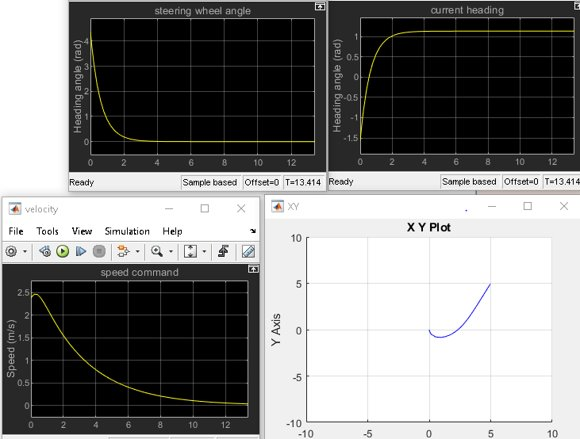 steering wheel angle
Heading angle (rad)
4
3
2
1
0
0 2 4 6 8 10 12
Ready Sample based Offset=0 T=13.414
current heading
Heading angle (rad)
1
0.5
0
-0.5
-1
-1.5
0 2 4 6 8 10 12
Ready Sample based Offset=0 T=13.414
velocity
File Tools View Simulation Help
speed command
Speed (m/s)
2.5
2
1.5
1
0.5
0
0 2 4 6 8 10 12
XY
X Y Plot
Y Axis
10
5
0
-5
-10
-10 -5 0 5 10